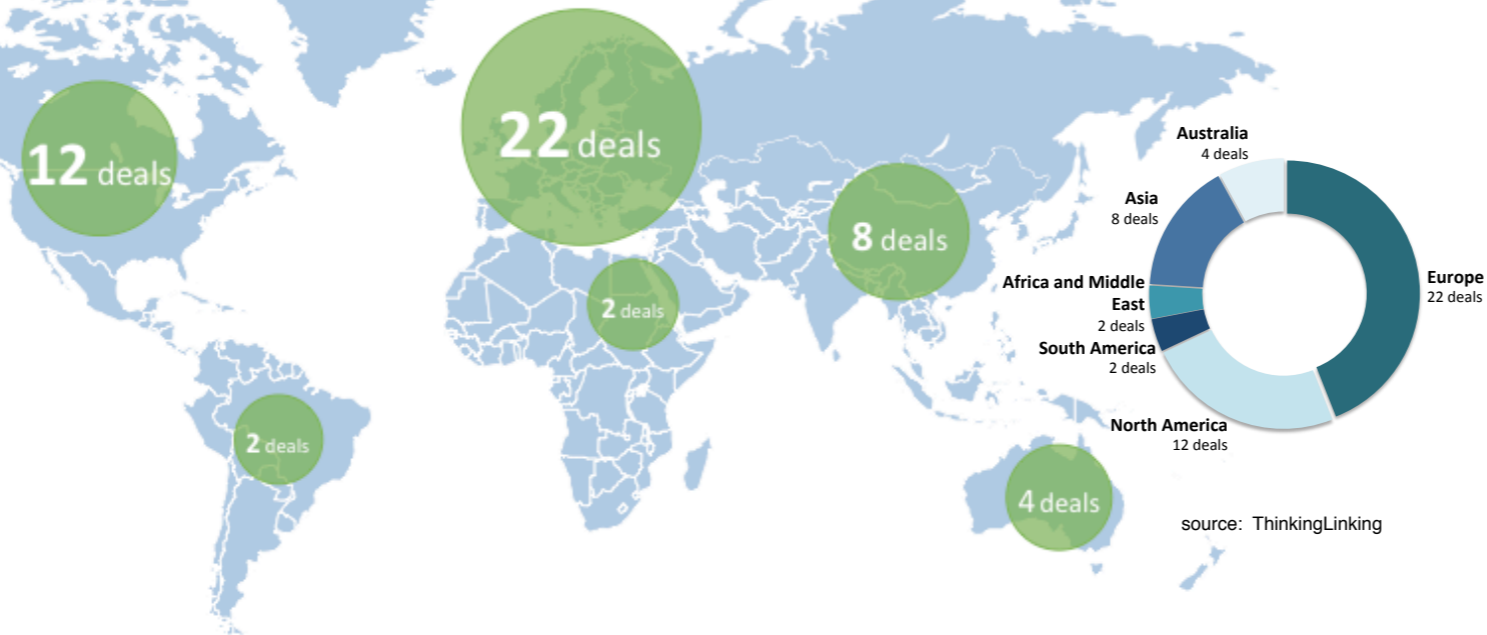 12 deals
22 deals
8 deals
2 deals
2 deals
4 deals
Australia
4 deals
Asia
8 deals
Africa and Middle
East
2 deals
South America
2 deals
North America
12 deals
Europe
22 deals
source: ThinkingLinking